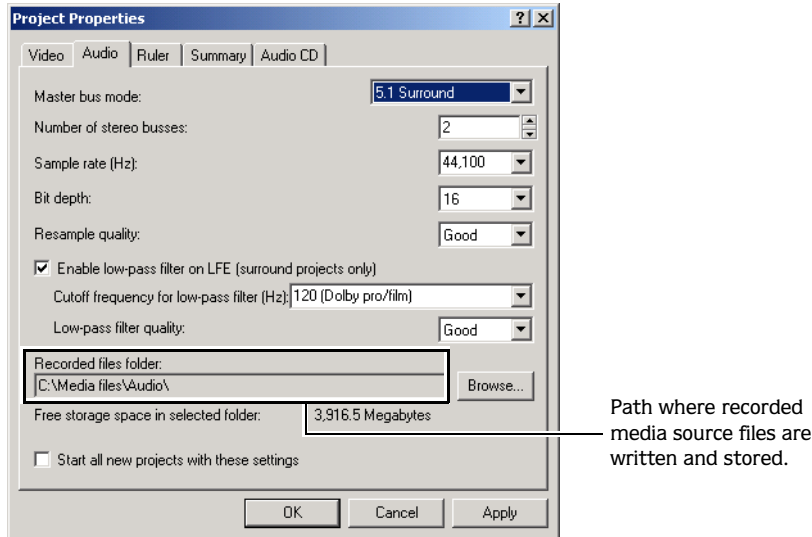 Project Properties
Video Audio Ruler Summary Audio CD
Master bus mode: 5.1 Surround
Number of stereo busses: 2
Sample rate (Hz): 44,100
Bit depth: 16
Resample quality: Good
Enable low-pass filter on LFE (surround projects only)
Cutoff frequency for low-pass filter (Hz): 120 (Dolby pro/film)
Low-pass filter quality: Good
Recorded files folder:
C:\Media files\Audio\ Browse...
Free storage space in selected folder: 3,916.5 Megabytes
Start all new projects with these settings
OK Cancel Apply
Path where recorded
media source files are
written and stored.